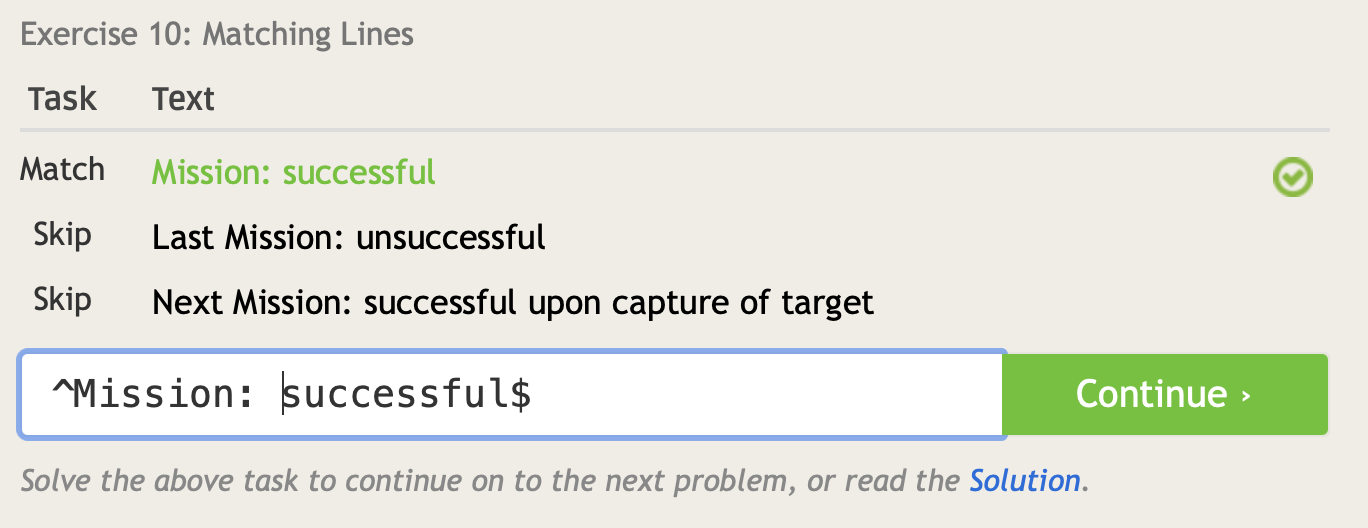 Exercise 10: Matching Lines
Task Text
Match Mission: successful
Skip Last Mission: unsuccessful
Skip Next Mission: successful upon capture of target
^Mission: successful$ Continue ›
Solve the above task to continue on to the next problem, or read the Solution.